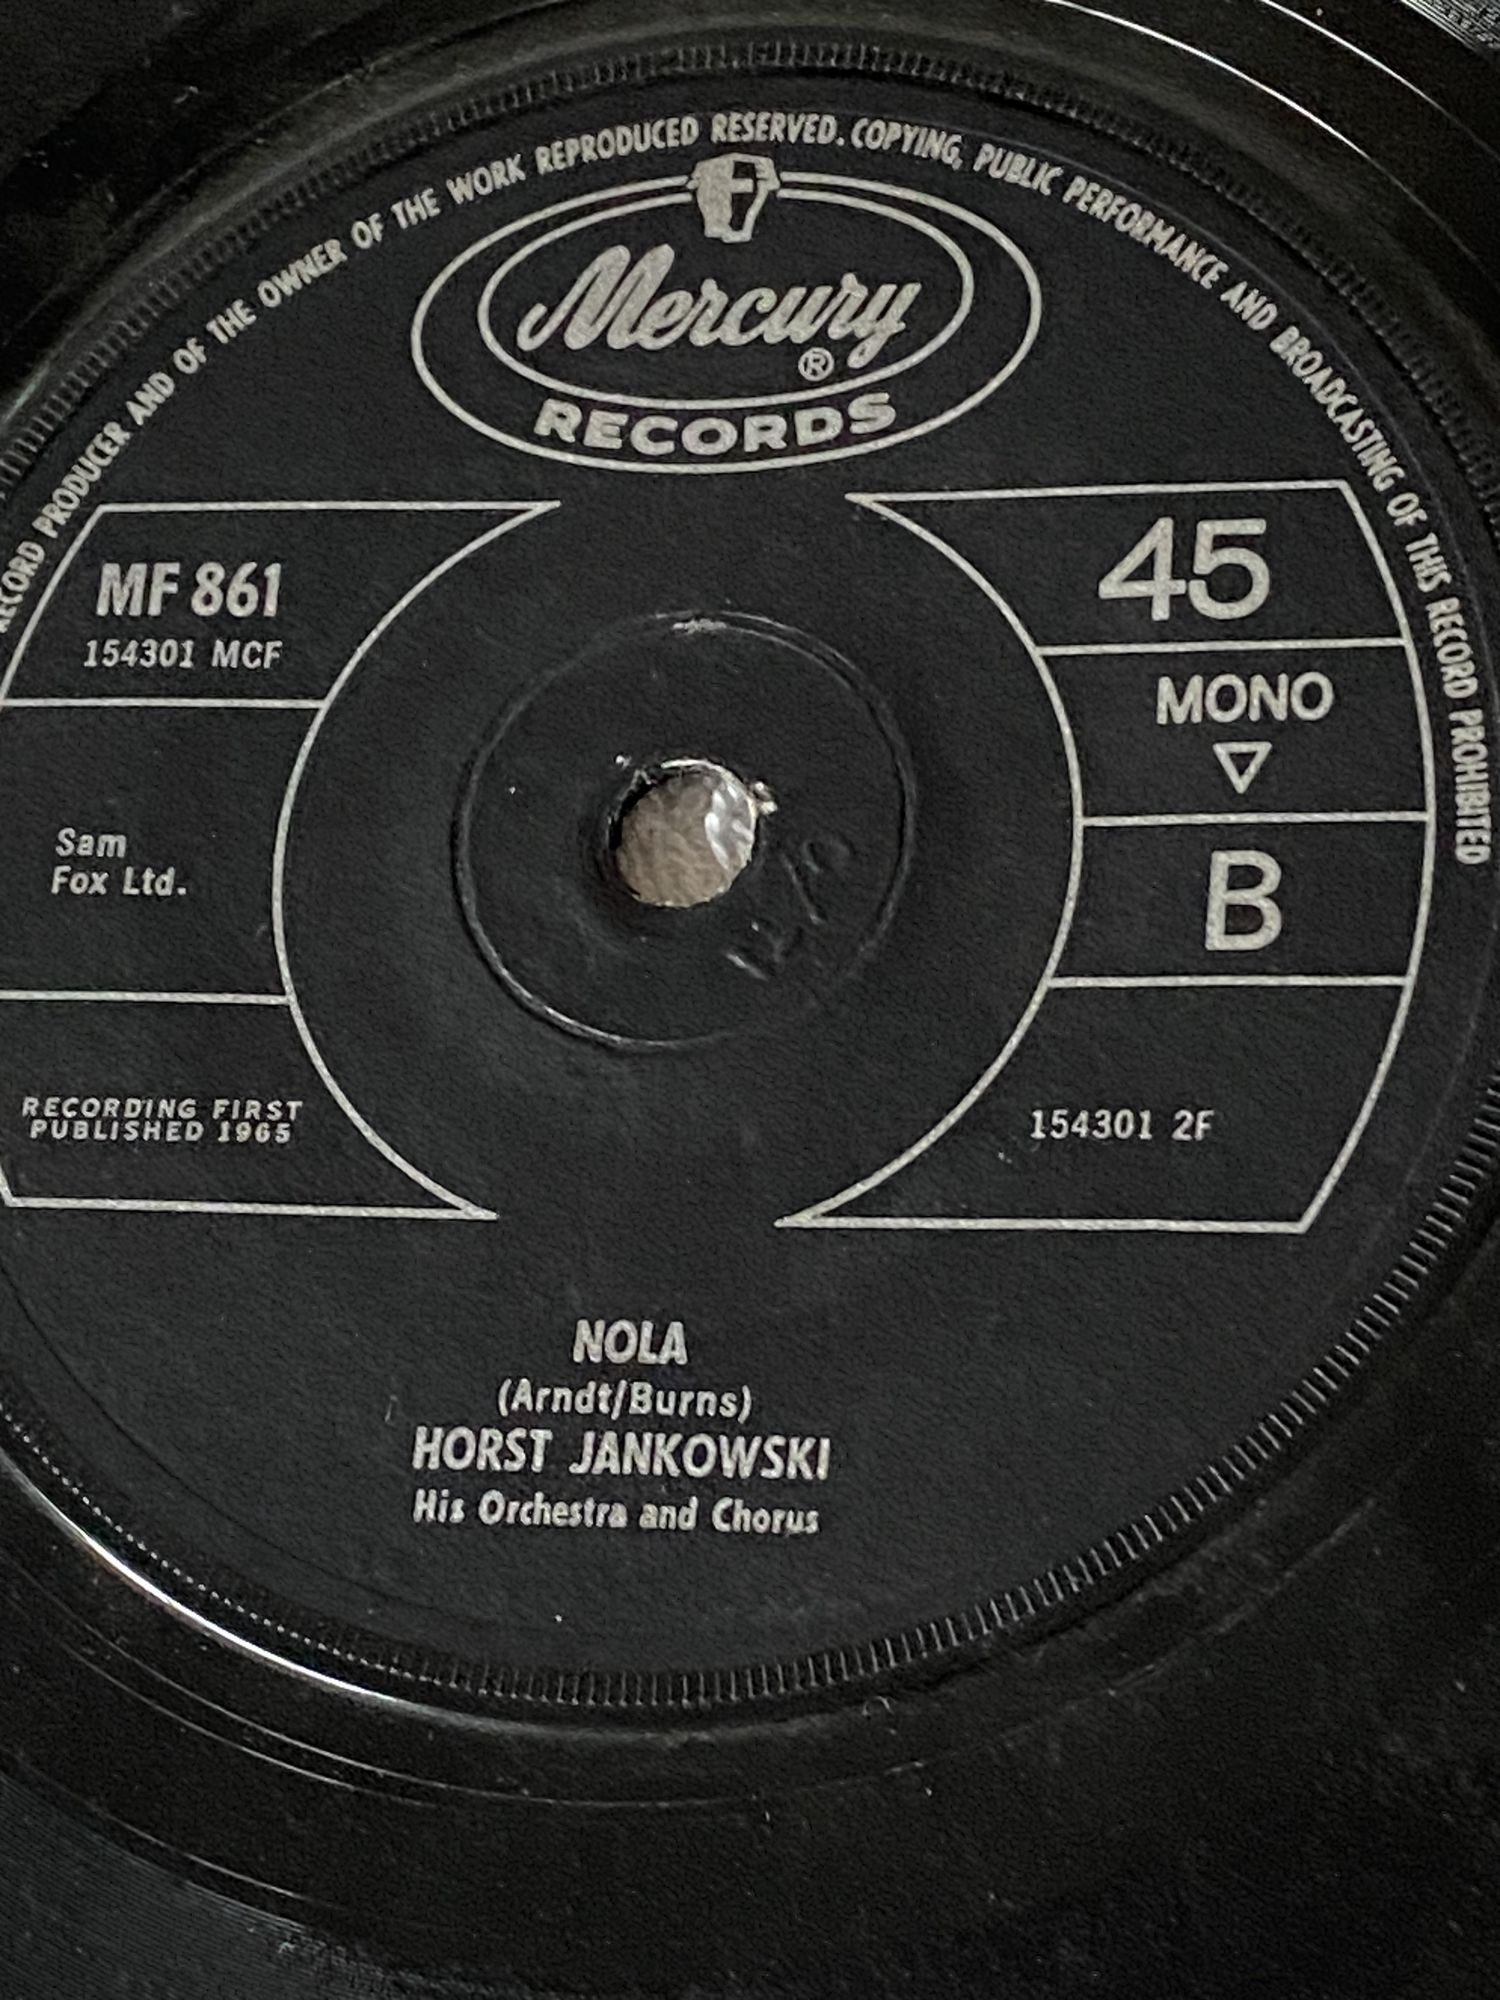 RECORD PRODUCER AND OF THE OWNER OF THE WORK REPRODUCED RESERVED. COPYING, PUBLIC PERFORMANCE AND BROADCASTING OF THIS RECORD PROHIBITED
Mercury
®
RECORDS
MF 861
154301 MCF
45
MONO
Sam
Fox Ltd.
B
RECORDING FIRST
PUBLISHED 1965
154301 2F
NOLA
(Arndt/Burns)
HORST JANKOWSKI
His Orchestra and Chorus